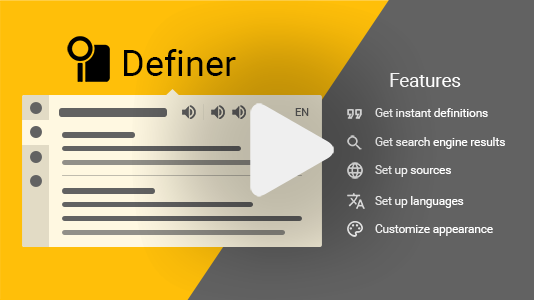 Definer
EN
Features
Get instant definitions
Get search engine results
Set up sources
Set up languages
Customize appearance